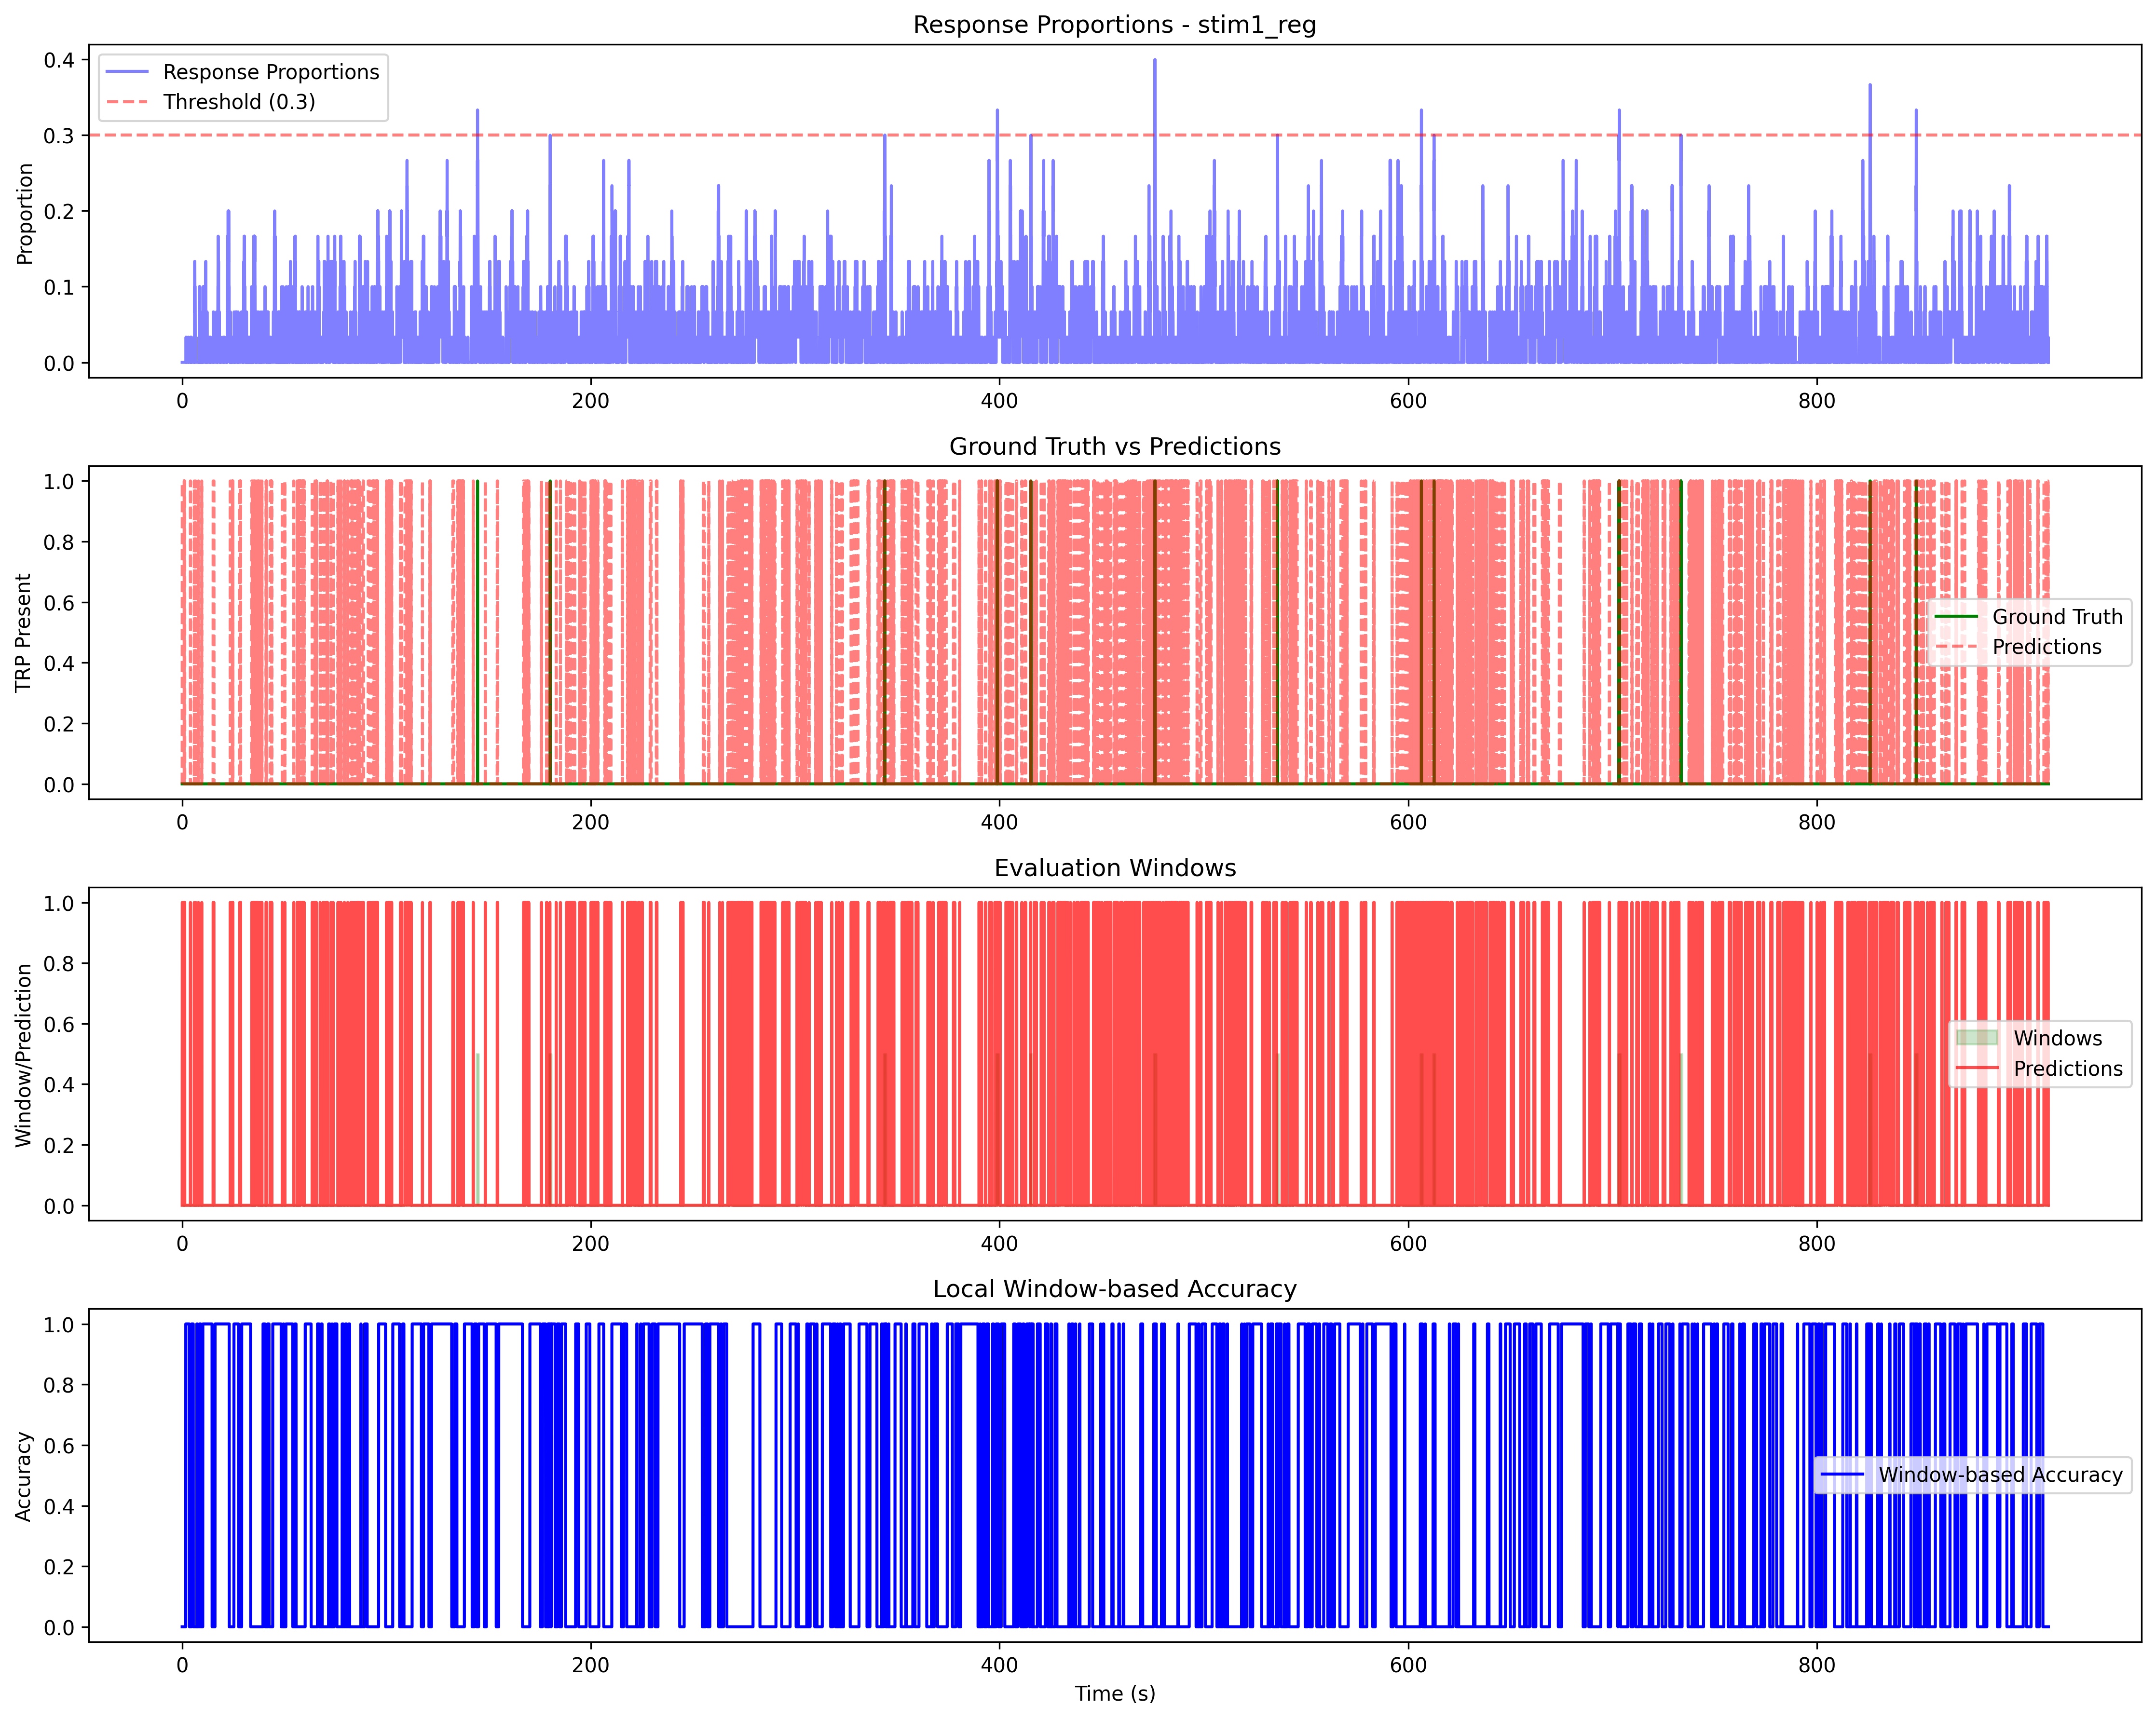 Response Proportions - stim1_reg
Response Proportions
Threshold (0.3)
Proportion
0.4
0.3
0.2
0.1
0.0
0 200 400 600 800
Ground Truth vs Predictions
Ground Truth
Predictions
TRP Present
1.0
0.8
0.6
0.4
0.2
0.0
0 200 400 600 800
Evaluation Windows
Windows
Predictions
Window/Prediction
1.0
0.8
0.6
0.4
0.2
0.0
0 200 400 600 800
Local Window-based Accuracy
Window-based Accuracy
Accuracy
1.0
0.8
0.6
0.4
0.2
0.0
0 200 400 600 800
Time (s)